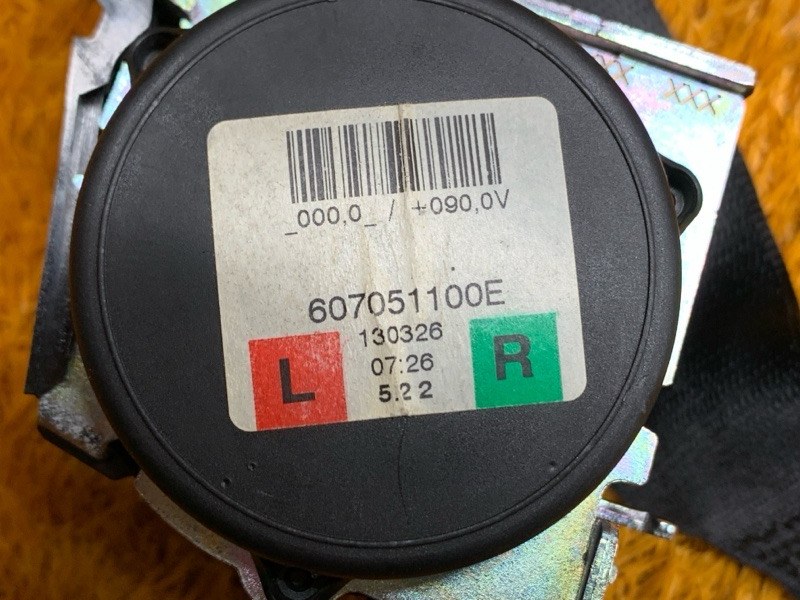 _000,0_ / +090,0V
607051100E
130326
07:26
5.2 2
L
R